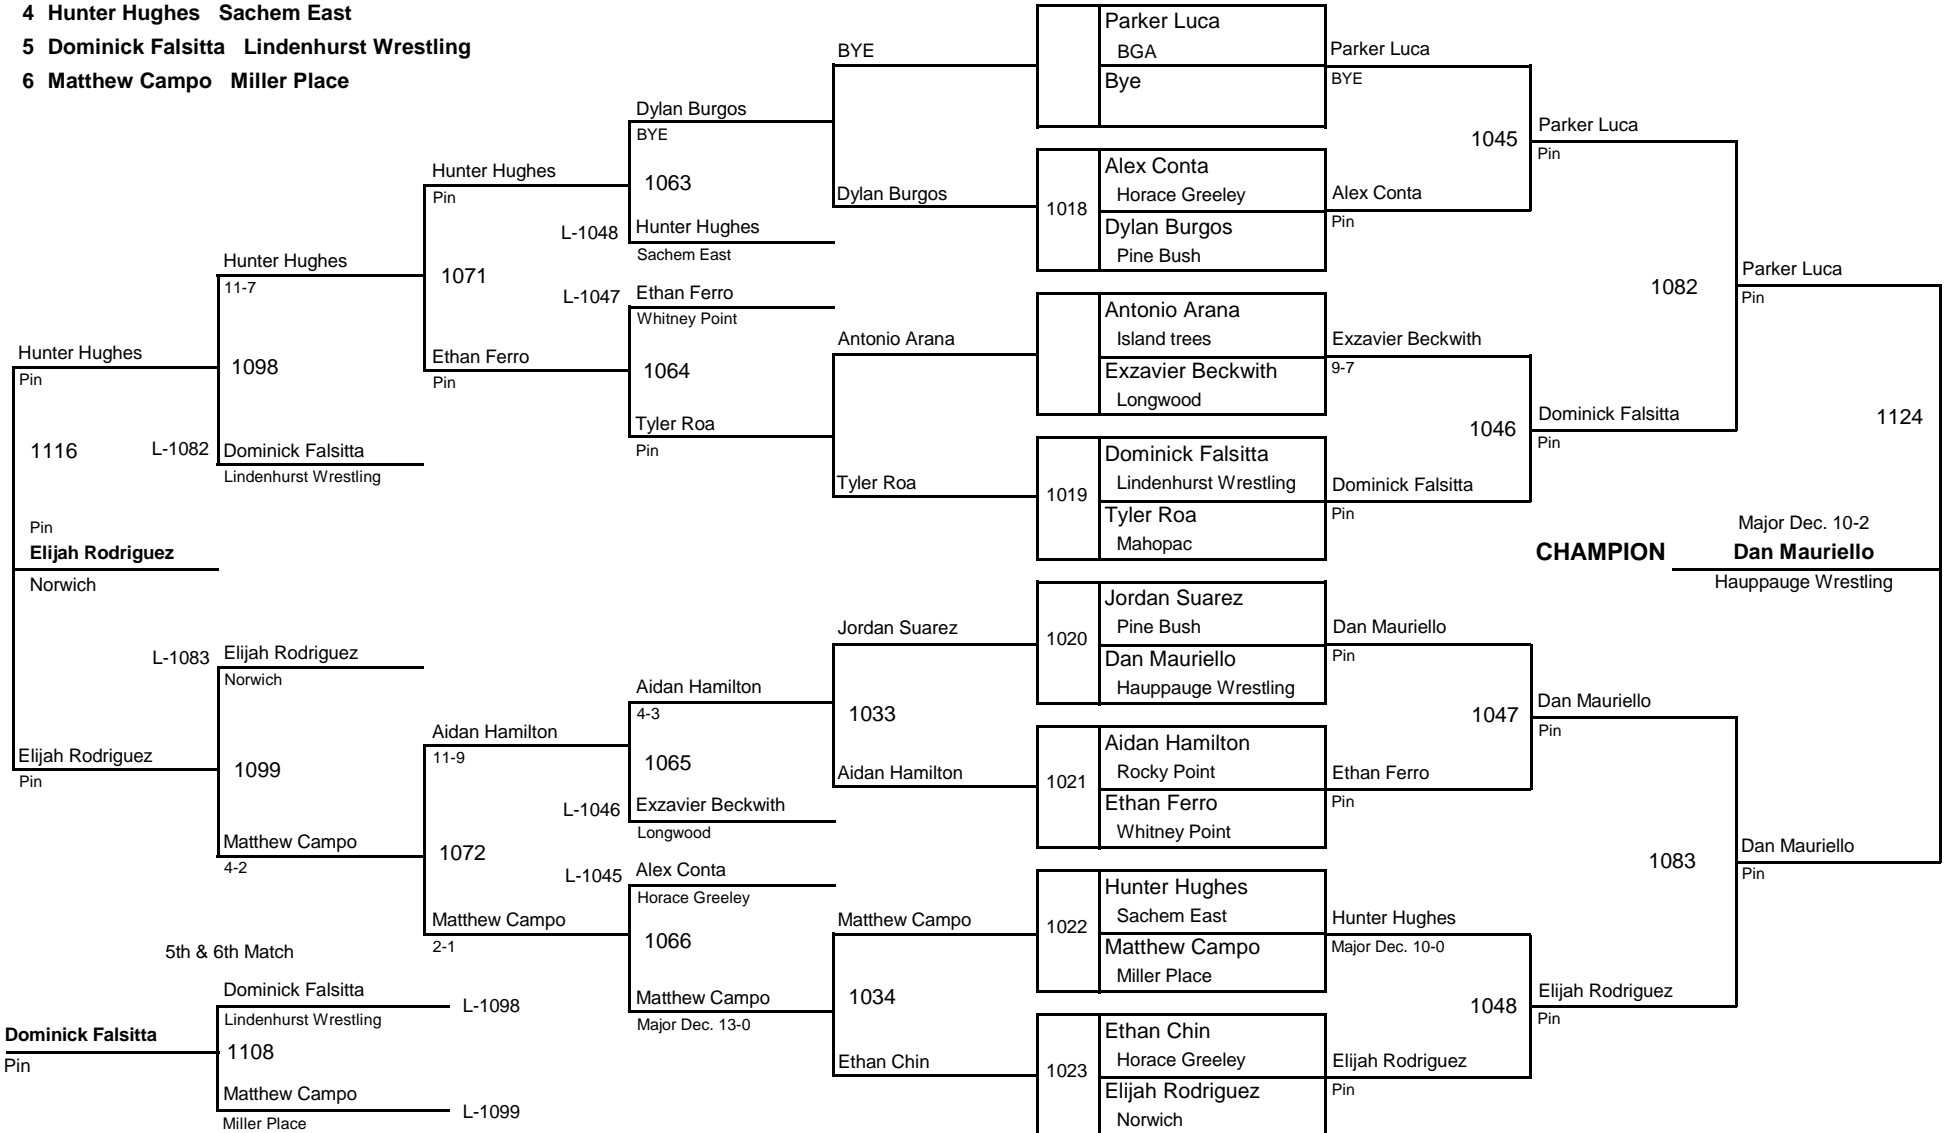 4 Hunter Hughes Sachem East
5 Dominick Falsitta Lindenhurst Wrestling
6 Matthew Campo Miller Place
Hunter Hughes
Pin
1116
Pin
Elijah Rodriguez
Norwich
Elijah Rodriguez
Pin
Hunter Hughes
11-7
1098
L-1082
Dominick Falsitta
Lindenhurst Wrestling
L-1083
Elijah Rodriguez
Norwich
1099
Matthew Campo
4-2
5th & 6th Match
Dominick Falsitta
L-1098
Lindenhurst Wrestling
Dominick Falsitta
1108
Pin
Matthew Campo
L-1099
Miller Place
Hunter Hughes
Pin
1071
Ethan Ferro
Pin
Aidan Hamilton
11-9
1072
Matthew Campo
2-1
Dylan Burgos
BYE
1063
L-1048
Hunter Hughes
Sachem East
L-1047
Ethan Ferro
Whitney Point
1064
Tyler Roa
Pin
Aidan Hamilton
4-3
1065
L-1046
Exzavier Beckwith
Longwood
L-1045
Alex Conta
Horace Greeley
1066
Matthew Campo
Major Dec. 13-0
BYE
Dylan Burgos
Antonio Arana
Tyler Roa
Jordan Suarez
1033
Aidan Hamilton
Matthew Campo
1034
Ethan Chin
Parker Luca
BGA
Bye
1018
Alex Conta
Horace Greeley
Dylan Burgos
Pine Bush
Antonio Arana
Island trees
Exzavier Beckwith
Longwood
1019
Dominick Falsitta
Lindenhurst Wrestling
Tyler Roa
Mahopac
1020
Jordan Suarez
Pine Bush
Dan Mauriello
Hauppauge Wrestling
1021
Aidan Hamilton
Rocky Point
Ethan Ferro
Whitney Point
1022
Hunter Hughes
Sachem East
Matthew Campo
Miller Place
1023
Ethan Chin
Horace Greeley
Elijah Rodriguez
Norwich
Parker Luca
BYE
1045
Alex Conta
Pin
Exzavier Beckwith
9-7
1046
Dominick Falsitta
Pin
Dan Mauriello
Pin
1047
Ethan Ferro
Pin
Hunter Hughes
Major Dec. 10-0
1048
Elijah Rodriguez
Pin
Parker Luca
Pin
1082
Dominick Falsitta
Pin
Dan Mauriello
Pin
1083
Elijah Rodriguez
Pin
Parker Luca
Pin
1124
Major Dec. 10-2
CHAMPION Dan Mauriello
Hauppauge Wrestling
Dan Mauriello
Pin